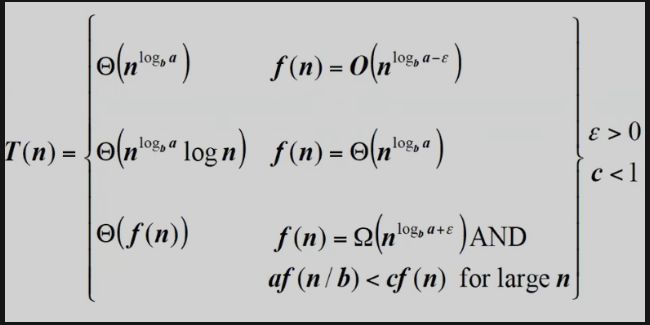 T(n) = { Θ(n^{log_b a})    f(n) = O(n^{log_b a−ε})
Θ(n^{log_b a} log n)    f(n) = Θ(n^{log_b a})
Θ(f(n))    f(n) = Ω(n^{log_b a+ε}) AND
af(n/b) < cf(n) for large n }
ε > 0
c < 1